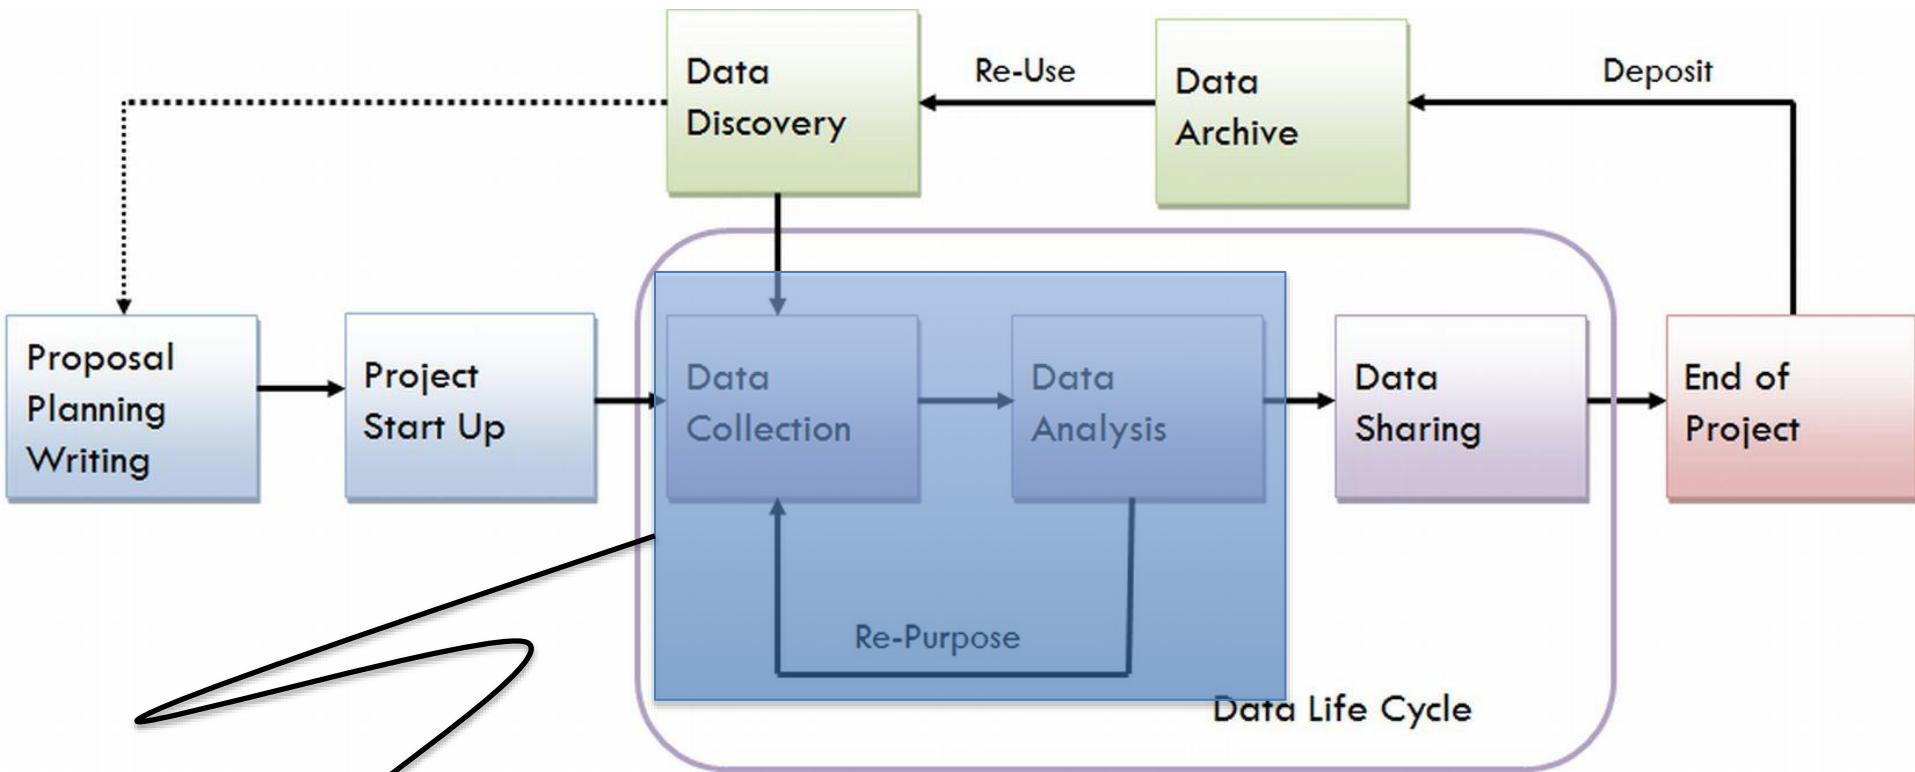 Data
Discovery
Re-Use
Data
Archive
Deposit
Proposal
Planning
Writing
Project
Start Up
Data
Collection
Data
Analysis
Data
Sharing
End of
Project
Re-Purpose
Data Life Cycle